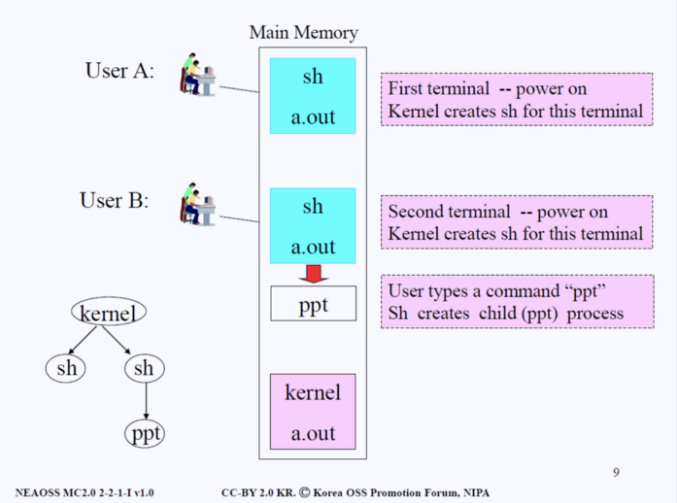 Main Memory
User A:
sh
a.out
First terminal -- power on
Kernel creates sh for this terminal
User B:
sh
a.out
Second terminal -- power on
Kernel creates sh for this terminal
ppt
User types a command “ppt”
Sh creates child (ppt) process
kernel
sh
sh
ppt
kernel
a.out
9
NEAOSS MC2.0 2-2-1-I v1.0
CC-BY 2.0 KR. Ⓒ Korea OSS Promotion Forum, NIPA